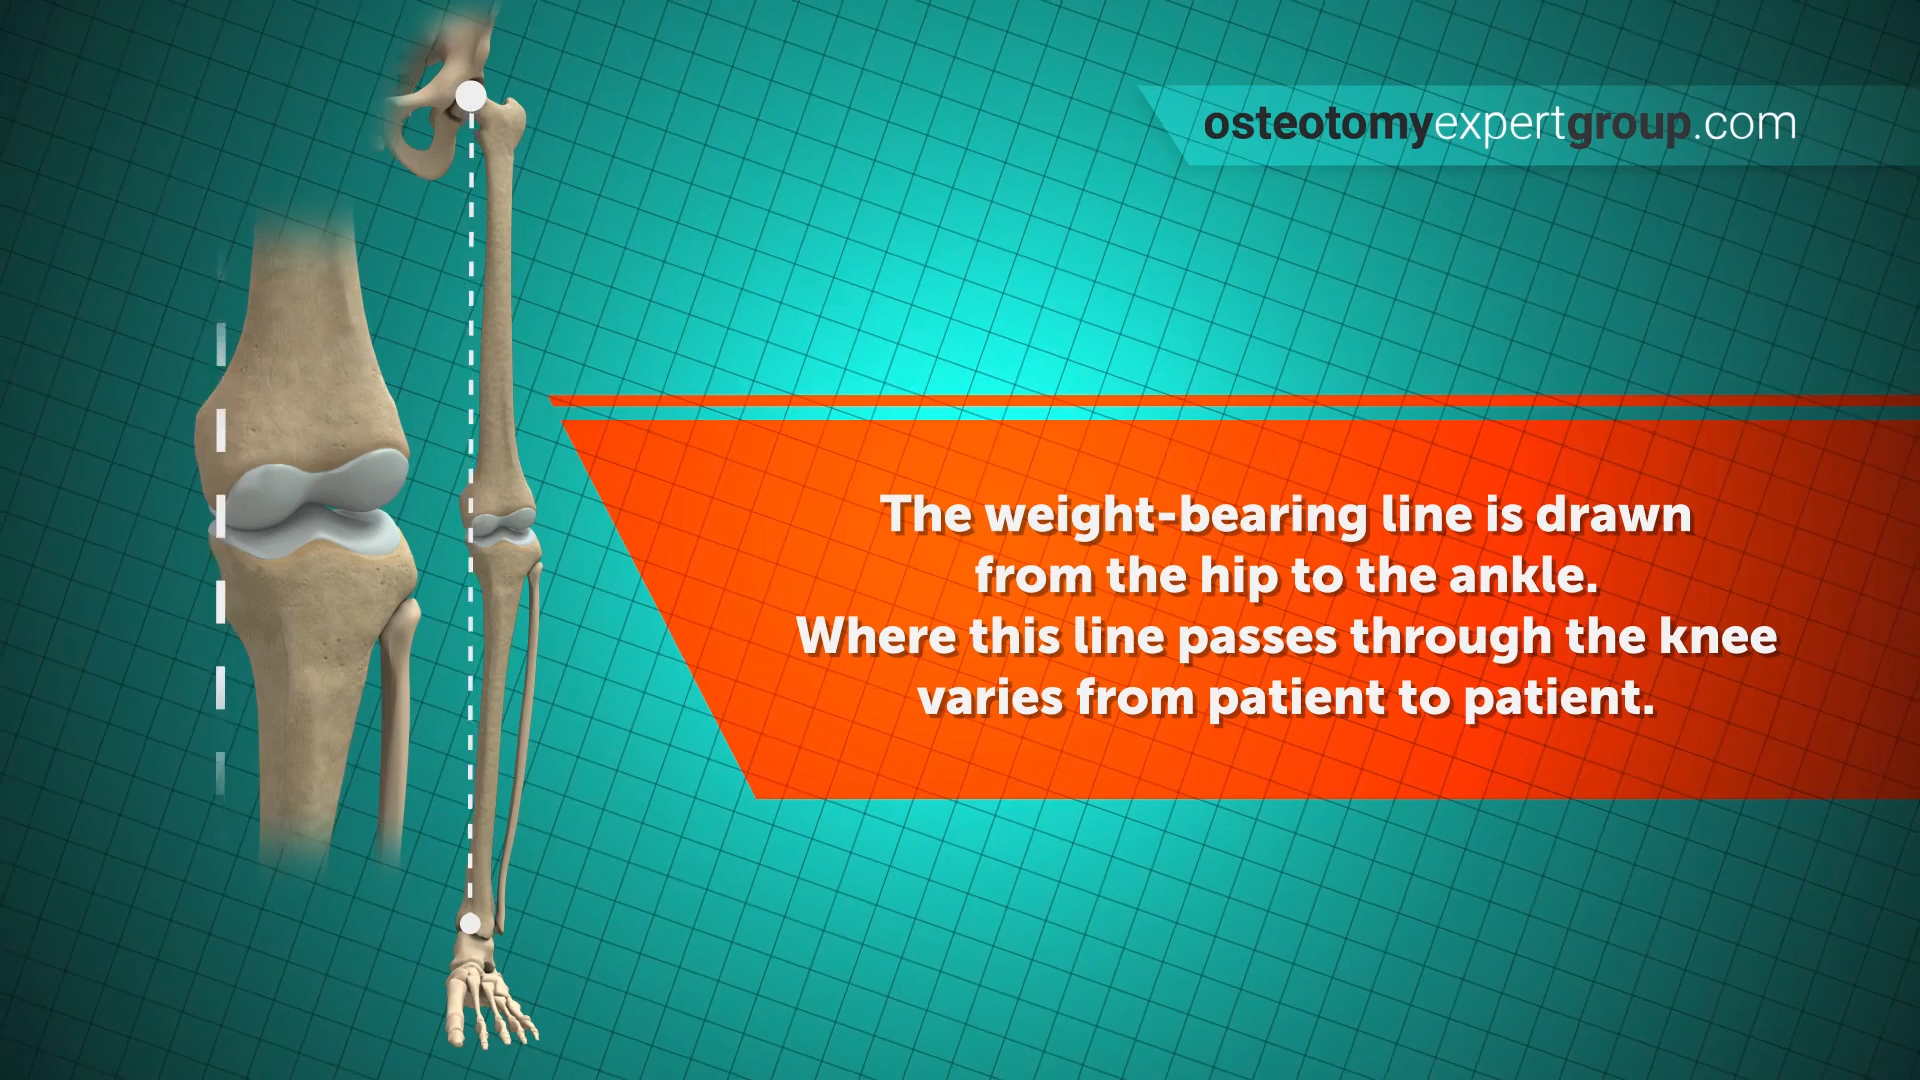 osteotomyexpertgroup.com
The weight-bearing line is drawn
from the hip to the ankle.
Where this line passes through the knee
varies from patient to patient.